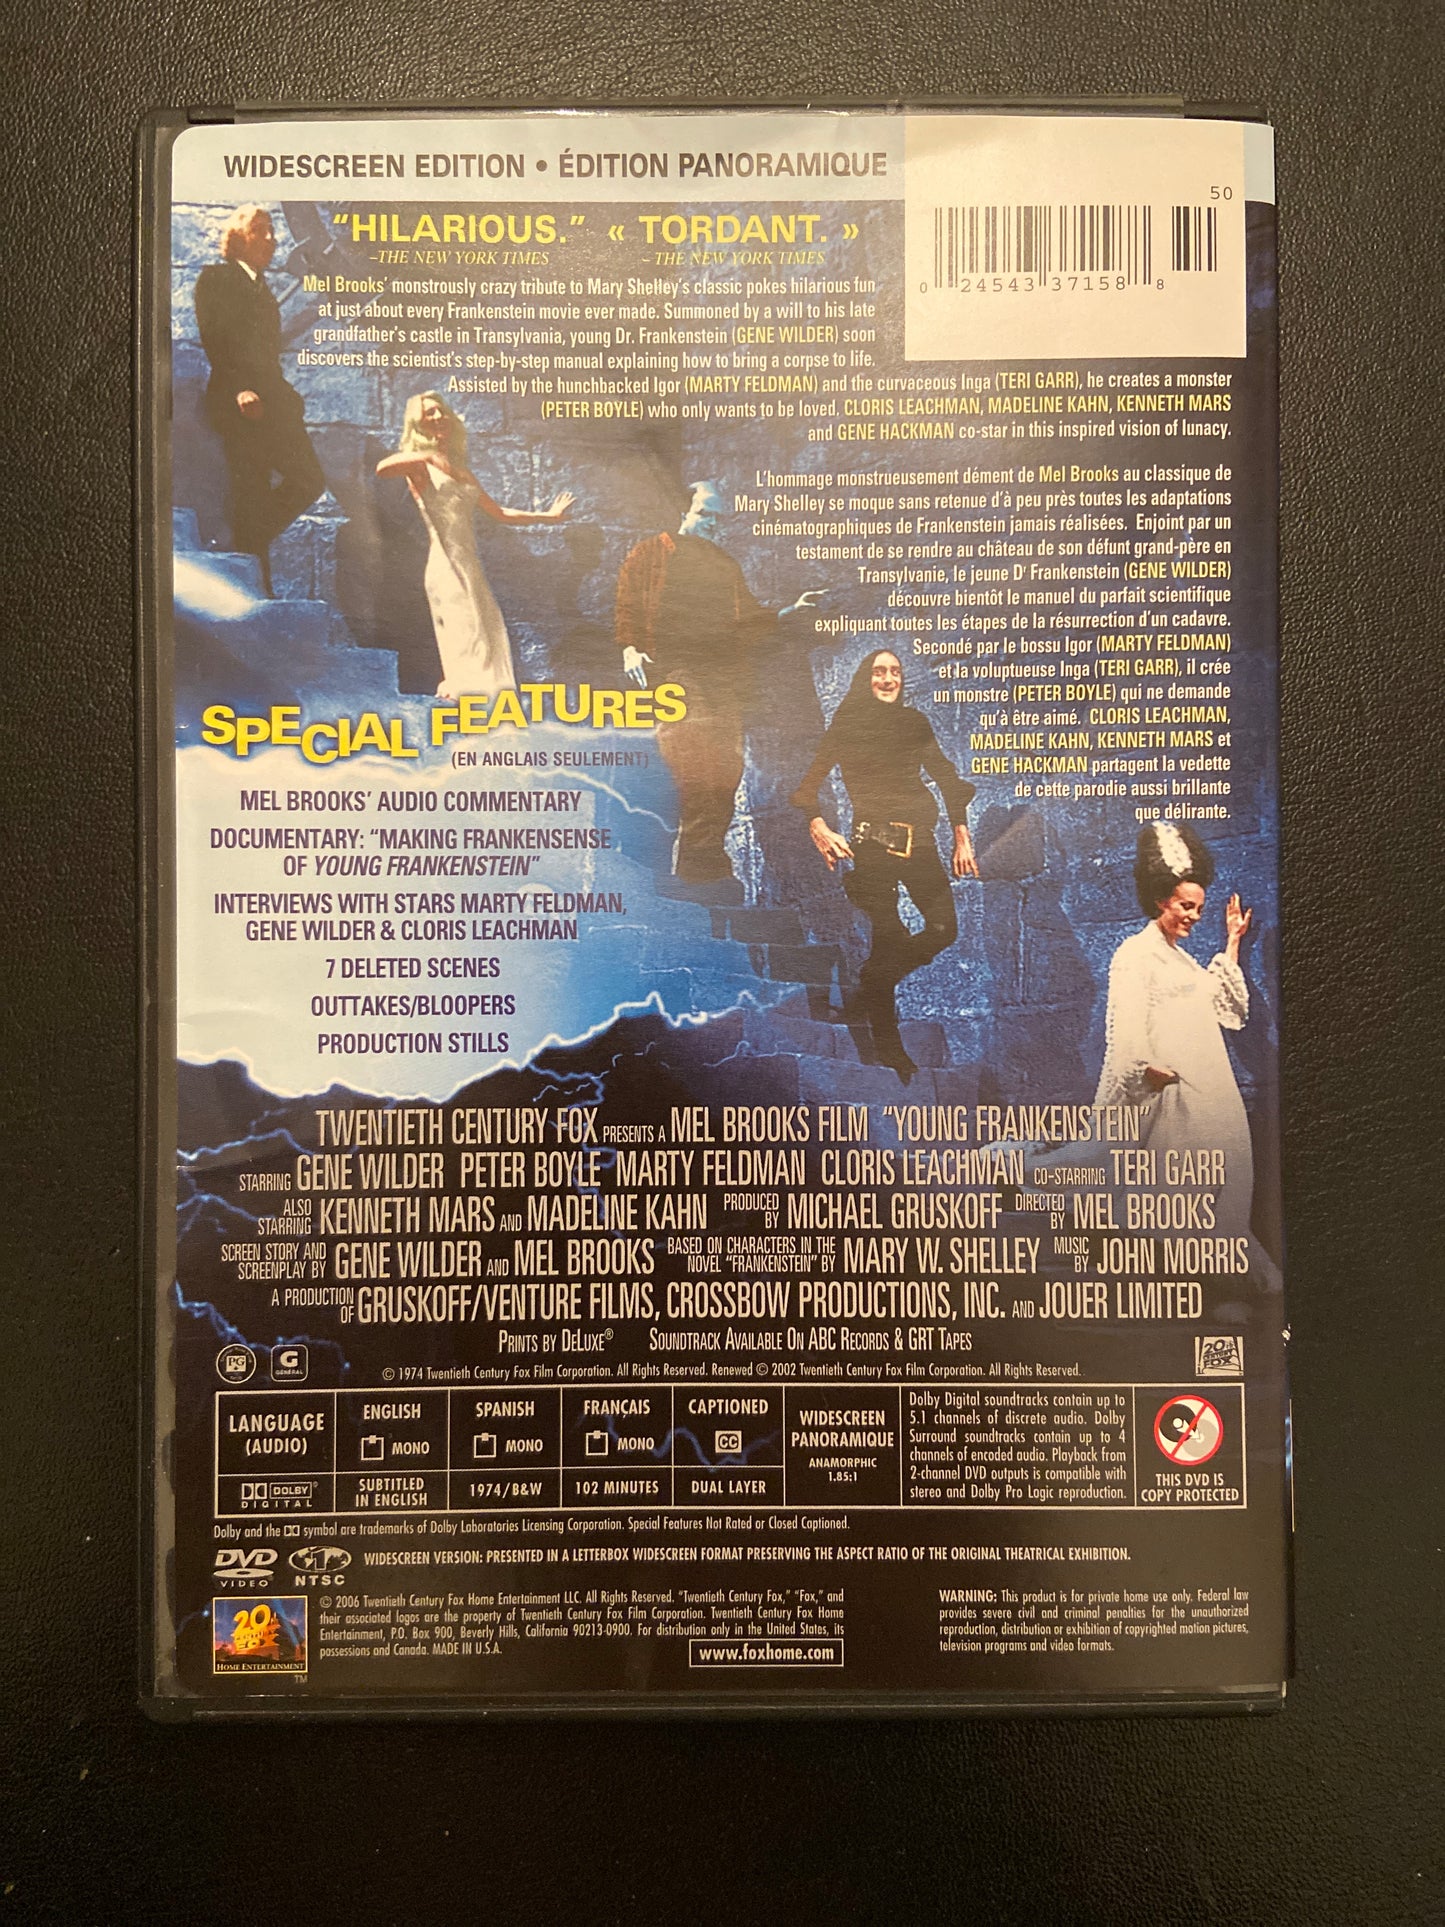 WIDESCREEN EDITION • ÉDITION PANORAMIQUE
50
0 24543 37158 8
“HILARIOUS.” « TORDANT. »
–THE NEW YORK TIMES – THE NEW YORK TIMES
Mel Brooks' monstrously crazy tribute to Mary Shelley's classic pokes hilarious fun
at just about every Frankenstein movie ever made. Summoned by a will to his late
grandfather's castle in Transylvania, young Dr. Frankenstein (GENE WILDER) soon
discovers the scientist's step-by-step manual explaining how to bring a corpse to life.
Assisted by the hunchbacked Igor (MARTY FELDMAN) and the curvaceous Inga (TERI GARR), he creates a monster
(PETER BOYLE) who only wants to be loved. CLORIS LEACHMAN, MADELINE KAHN, KENNETH MARS
and GENE HACKMAN co-star in this inspired vision of lunacy.
L'hommage monstrueusement dément de Mel Brooks au classique de
Mary Shelley se moque sans retenue d'à peu près toutes les adaptations
cinématographiques de Frankenstein jamais réalisées. Enjoint par un
testament de se rendre au château de son défunt grand-père en
Transylvanie, le jeune Dr Frankenstein (GENE WILDER)
découvre bientôt le manuel du parfait scientifique
expliquant toutes les étapes de la résurrection d'un cadavre.
Secondé par le bossu Igor (MARTY FELDMAN)
et la voluptueuse Inga (TERI GARR), il crée
un monstre (PETER BOYLE) qui ne demande
qu'à être aimé. CLORIS LEACHMAN,
MADELINE KAHN, KENNETH MARS et
GENE HACKMAN partagent la vedette
de cette parodie aussi brillante
que délirante.
SPECIAL FEATURES
(EN ANGLAIS SEULEMENT)
MEL BROOKS' AUDIO COMMENTARY
DOCUMENTARY: “MAKING FRANKENSENSE
OF YOUNG FRANKENSTEIN”
INTERVIEWS WITH STARS MARTY FELDMAN,
GENE WILDER & CLORIS LEACHMAN
7 DELETED SCENES
OUTTAKES/BLOOPERS
PRODUCTION STILLS
TWENTIETH CENTURY FOX PRESENTS A MEL BROOKS FILM “YOUNG FRANKENSTEIN”
STARRING GENE WILDER PETER BOYLE MARTY FELDMAN CLORIS LEACHMAN CO-STARRING TERI GARR
ALSO STARRING KENNETH MARS AND MADELINE KAHN PRODUCED BY MICHAEL GRUSKOFF DIRECTED BY MEL BROOKS
SCREEN STORY AND SCREENPLAY BY GENE WILDER AND MEL BROOKS BASED ON CHARACTERS IN THE NOVEL “FRANKENSTEIN” BY MARY W. SHELLEY MUSIC BY JOHN MORRIS
A PRODUCTION OF GRUSKOFF/VENTURE FILMS, CROSSBOW PRODUCTIONS, INC. AND JOUER LIMITED
PRINTS BY DELUXE® SOUNDTRACK AVAILABLE ON ABC RECORDS & GRT TAPES
PG
G
GENERAL
© 1974 Twentieth Century Fox Film Corporation. All Rights Reserved. Renewed © 2002 Twentieth Century Fox Film Corporation. All Rights Reserved.
20th CENTURY FOX
LANGUAGE
(AUDIO)
ENGLISH
MONO
SPANISH
MONO
FRANÇAIS
MONO
CAPTIONED
CC
DOLBY®
DIGITAL
SUBTITLED
IN ENGLISH
1974/B&W
102 MINUTES
DUAL LAYER
WIDESCREEN
PANORAMIQUE
ANAMORPHIC
1.85:1
Dolby Digital soundtracks contain up to
5.1 channels of discrete audio. Dolby
Surround soundtracks contain up to 4
channels of encoded audio. Playback from
2-channel DVD outputs is compatible with
stereo and Dolby Pro Logic reproduction.
THIS DVD IS
COPY PROTECTED
Dolby and the DD symbol are trademarks of Dolby Laboratories Licensing Corporation. Special Features Not Rated or Closed Captioned.
DVD
VIDEO
NTSC
WIDESCREEN VERSION: PRESENTED IN A LETTERBOX WIDESCREEN FORMAT PRESERVING THE ASPECT RATIO OF THE ORIGINAL THEATRICAL EXHIBITION.
20th CENTURY FOX
HOME ENTERTAINMENT
TM
© 2006 Twentieth Century Fox Home Entertainment LLC. All Rights Reserved. “Twentieth Century Fox,” “Fox,” and
their associated logos are the property of Twentieth Century Fox Film Corporation. Twentieth Century Fox Home
Entertainment, P.O. Box 900, Beverly Hills, California 90213-0900. For distribution only in the United States, its
possessions and Canada. MADE IN U.S.A.
www.foxhome.com
WARNING: This product is for private home use only. Federal law
provides severe civil and criminal penalties for the unauthorized
reproduction, distribution or exhibition of copyrighted motion pictures,
television programs and video formats.